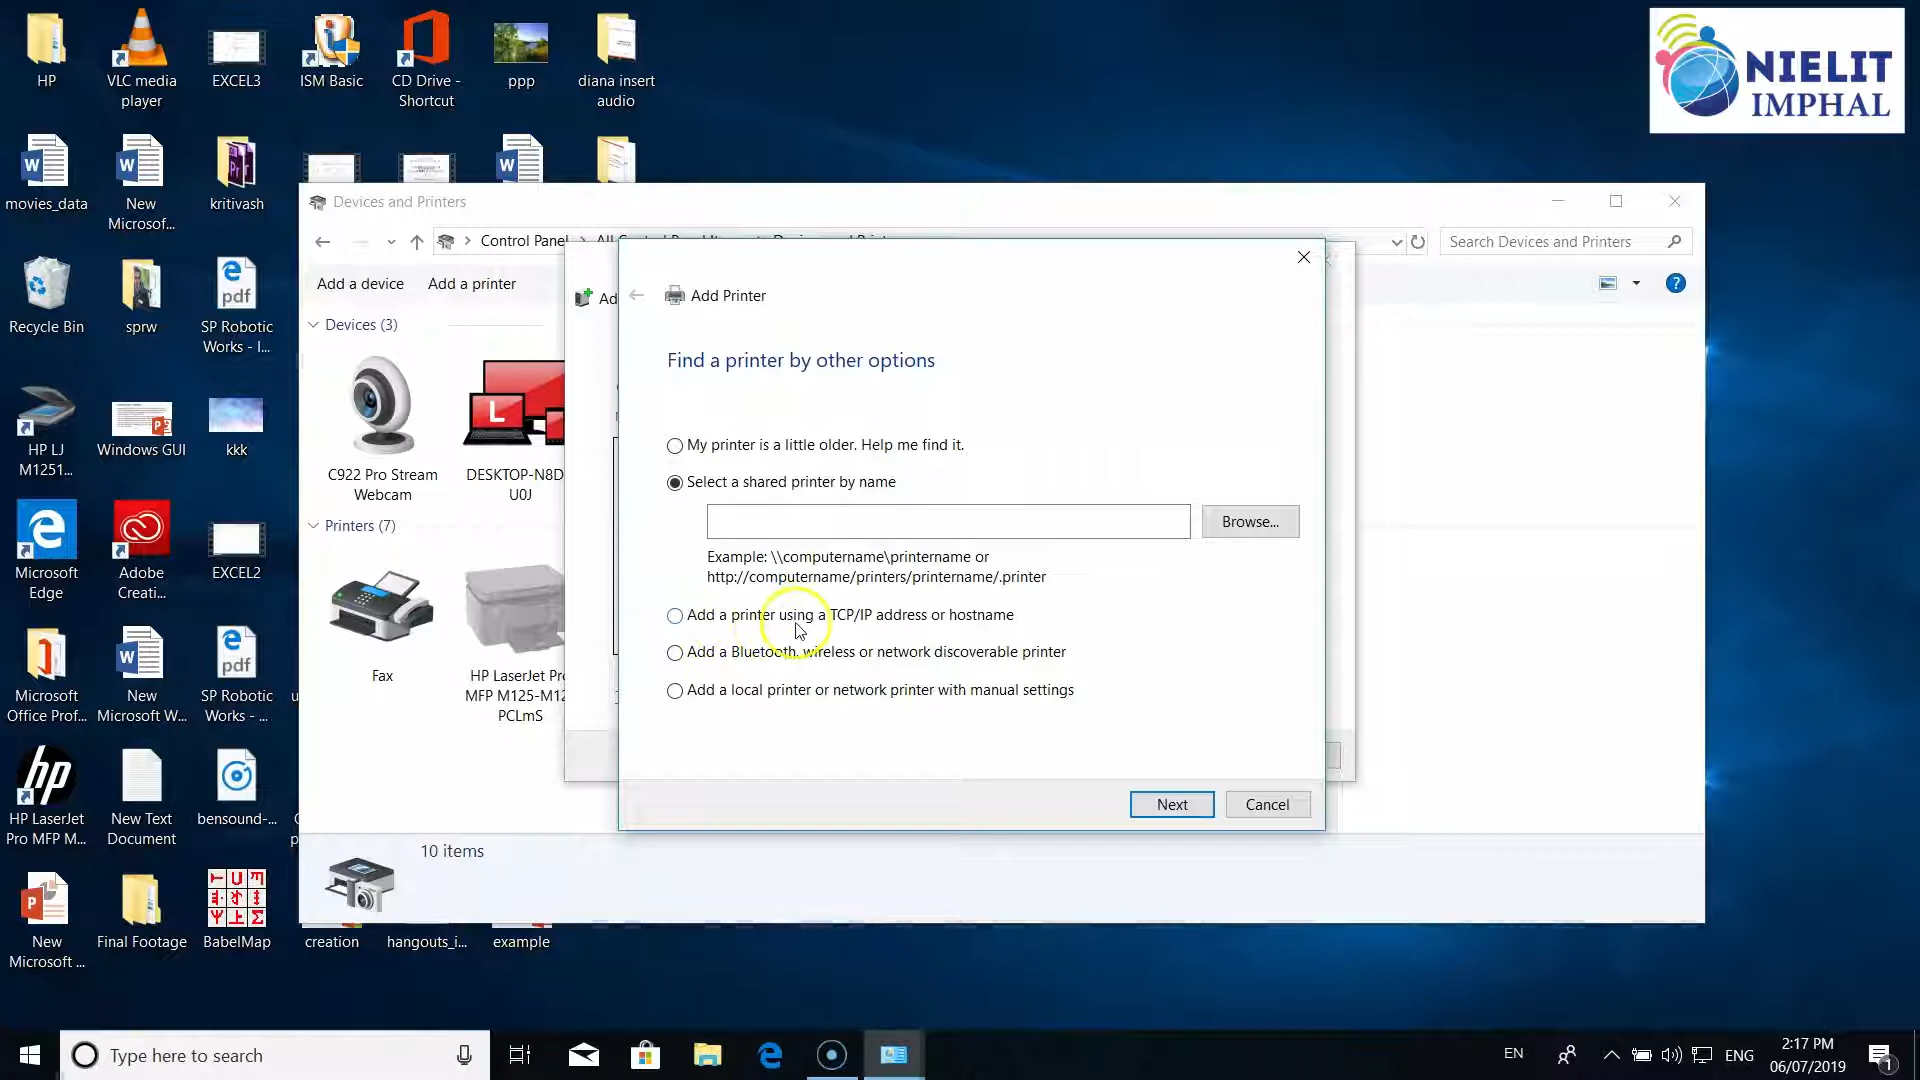 HP
VLC media
player
EXCEL3
ISM Basic
CD Drive -
Shortcut
ppp
diana insert
audio
NIELIT
IMPHAL
movies_data
New
Microsof...
kritivash
Recycle Bin
sprw
SP Robotic
Works - I...
HP LJ
M1251...
Windows GUI
kkk
Microsoft
Edge
Adobe
Creati...
EXCEL2
Microsoft
Office Prof...
New
Microsoft W...
SP Robotic
Works - ...
HP LaserJet
Pro MFP M...
New Text
Document
bensound-...
New
Microsoft ...
Final Footage
BabelMap
creation
hangouts_i...
example
Devices and Printers
Control Panel
Search Devices and Printers
Add a device
Add a printer
Devices (3)
C922 Pro Stream
Webcam
DESKTOP-N8D
U0J
Printers (7)
Fax
HP LaserJet Pr
MFP M125-M12
PCLmS
10 items
Ad
Add Printer
Find a printer by other options
My printer is a little older. Help me find it.
Select a shared printer by name
Browse...
Example: \\computername\printername or
http://computername/printers/printername/.printer
Add a printer using a TCP/IP address or hostname
Add a Bluetooth, wireless or network discoverable printer
Add a local printer or network printer with manual settings
Next
Cancel
Type here to search
EN
ENG
2:17 PM
06/07/2019
1